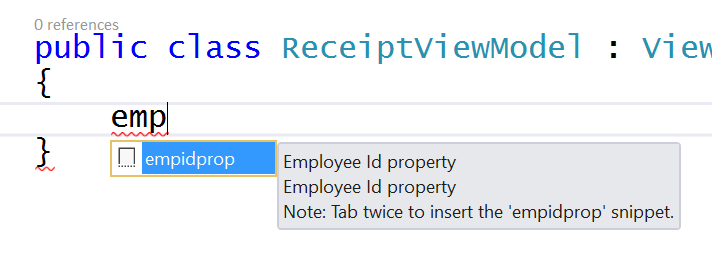 0 references
public class ReceiptViewModel : View
{
emp
}
empidprop
Employee Id property
Employee Id property
Note: Tab twice to insert the 'empidprop' snippet.